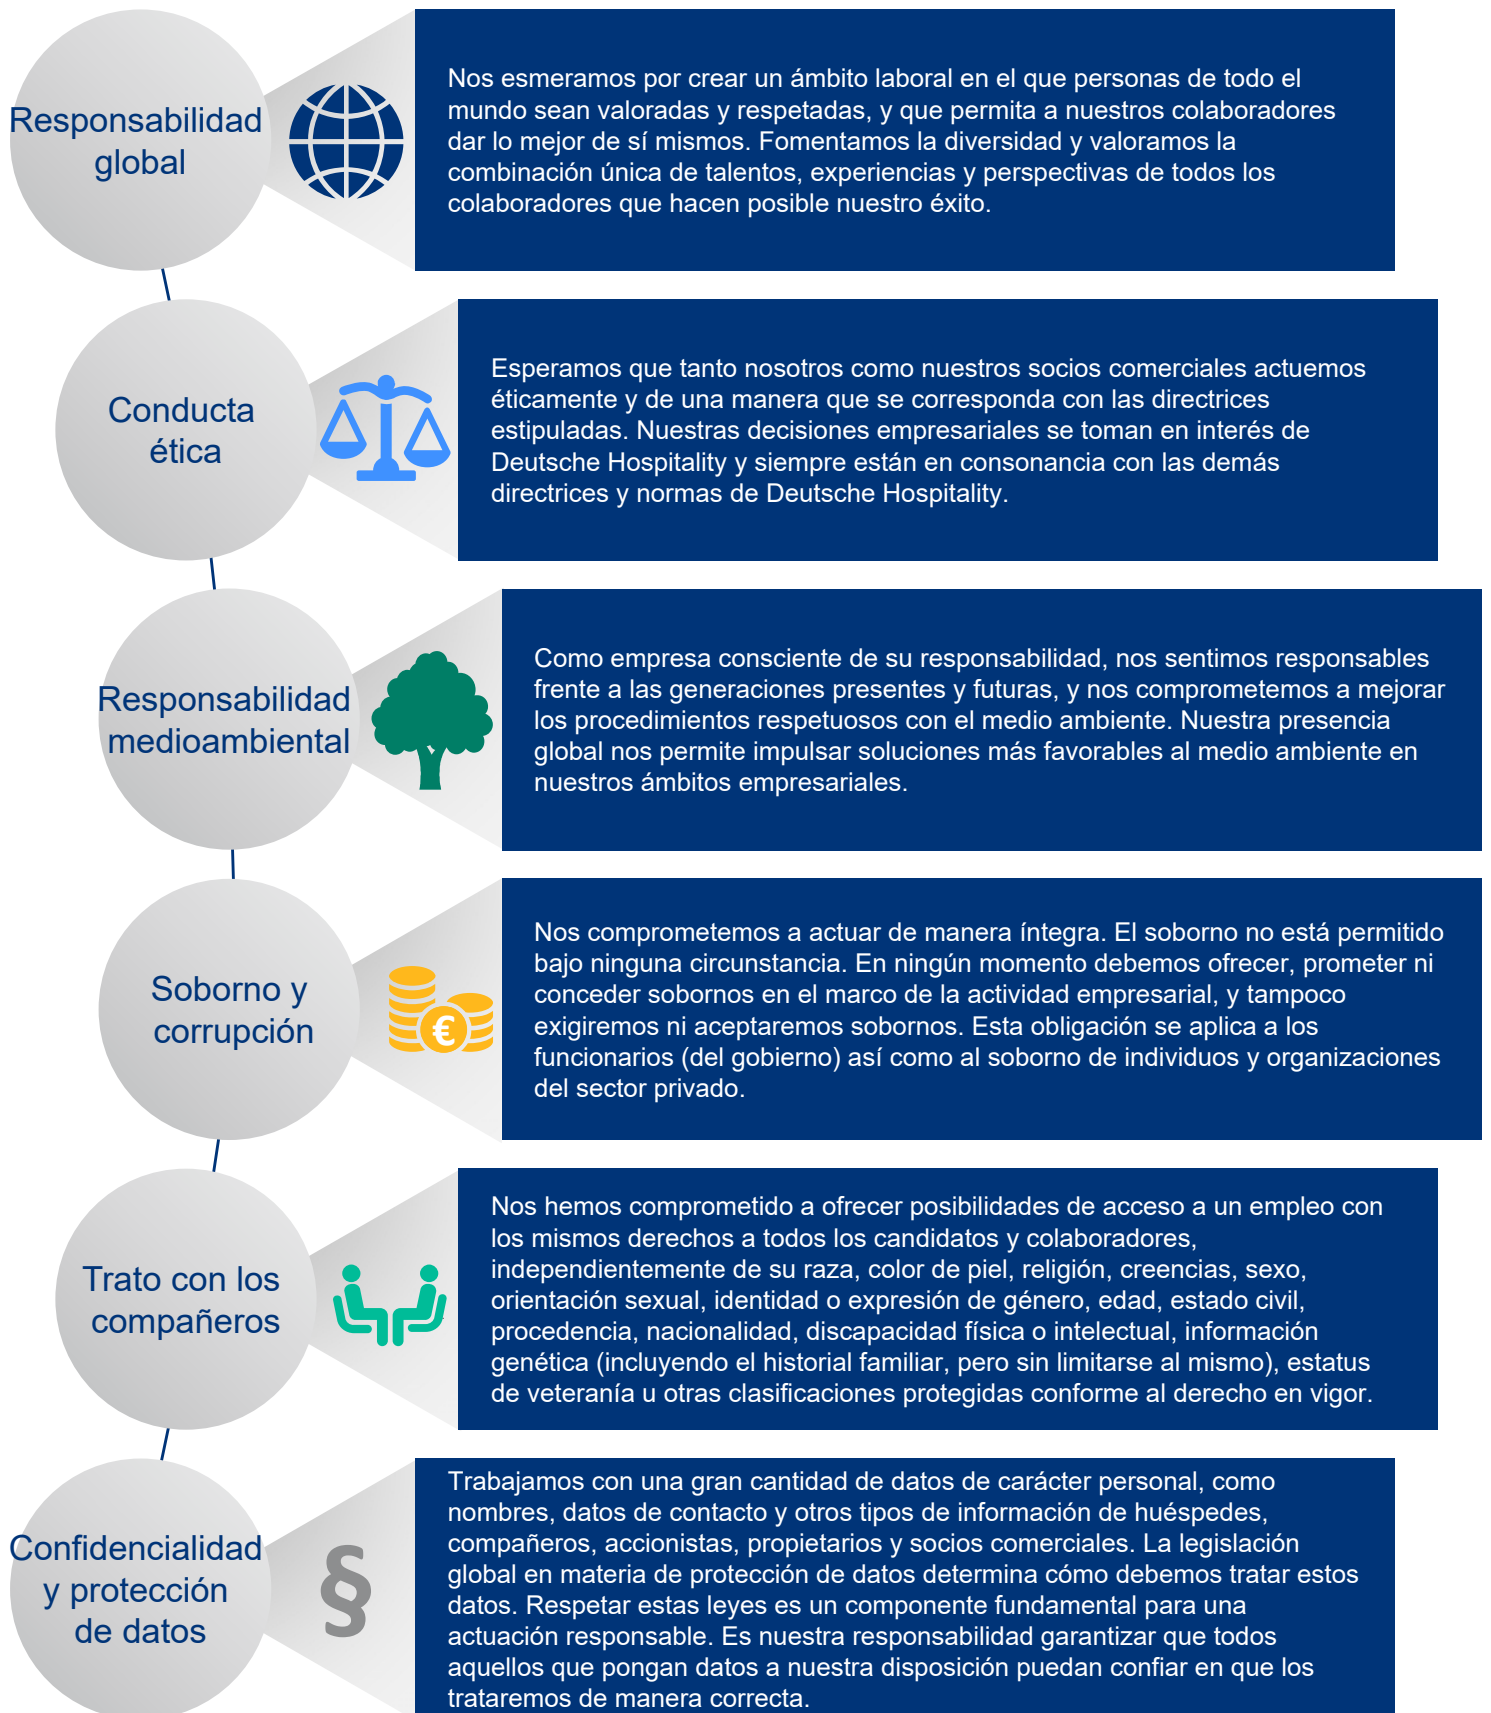 Responsabilidad
global
Nos esmeramos por crear un ámbito laboral en el que personas de todo el
mundo sean valoradas y respetadas, y que permita a nuestros colaboradores
dar lo mejor de sí mismos. Fomentamos la diversidad y valoramos la
combinación única de talentos, experiencias y perspectivas de todos los
colaboradores que hacen posible nuestro éxito.
Conducta
ética
Esperamos que tanto nosotros como nuestros socios comerciales actuemos
éticamente y de una manera que se corresponda con las directrices
estipuladas. Nuestras decisiones empresariales se toman en interés de
Deutsche Hospitality y siempre están en consonancia con las demás
directrices y normas de Deutsche Hospitality.
Responsabilidad
medioambiental
Como empresa consciente de su responsabilidad, nos sentimos responsables
frente a las generaciones presentes y futuras, y nos comprometemos a mejorar
los procedimientos respetuosos con el medio ambiente. Nuestra presencia
global nos permite impulsar soluciones más favorables al medio ambiente en
nuestros ámbitos empresariales.
Soborno y
corrupción
€
Nos comprometemos a actuar de manera íntegra. El soborno no está permitido
bajo ninguna circunstancia. En ningún momento debemos ofrecer, prometer ni
conceder sobornos en el marco de la actividad empresarial, y tampoco
exigiremos ni aceptaremos sobornos. Esta obligación se aplica a los
funcionarios (del gobierno) así como al soborno de individuos y organizaciones
del sector privado.
Trato con los
compañeros
Nos hemos comprometido a ofrecer posibilidades de acceso a un empleo con
los mismos derechos a todos los candidatos y colaboradores,
independientemente de su raza, color de piel, religión, creencias, sexo,
orientación sexual, identidad o expresión de género, edad, estado civil,
procedencia, nacionalidad, discapacidad física o intelectual, información
genética (incluyendo el historial familiar, pero sin limitarse al mismo), estatus
de veteranía u otras clasificaciones protegidas conforme al derecho en vigor.
Confidencialidad
y protección
de datos
§
Trabajamos con una gran cantidad de datos de carácter personal, como
nombres, datos de contacto y otros tipos de información de huéspedes,
compañeros, accionistas, propietarios y socios comerciales. La legislación
global en materia de protección de datos determina cómo debemos tratar estos
datos. Respetar estas leyes es un componente fundamental para una
actuación responsable. Es nuestra responsabilidad garantizar que todos
aquellos que pongan datos a nuestra disposición puedan confiar en que los
trataremos de manera correcta.